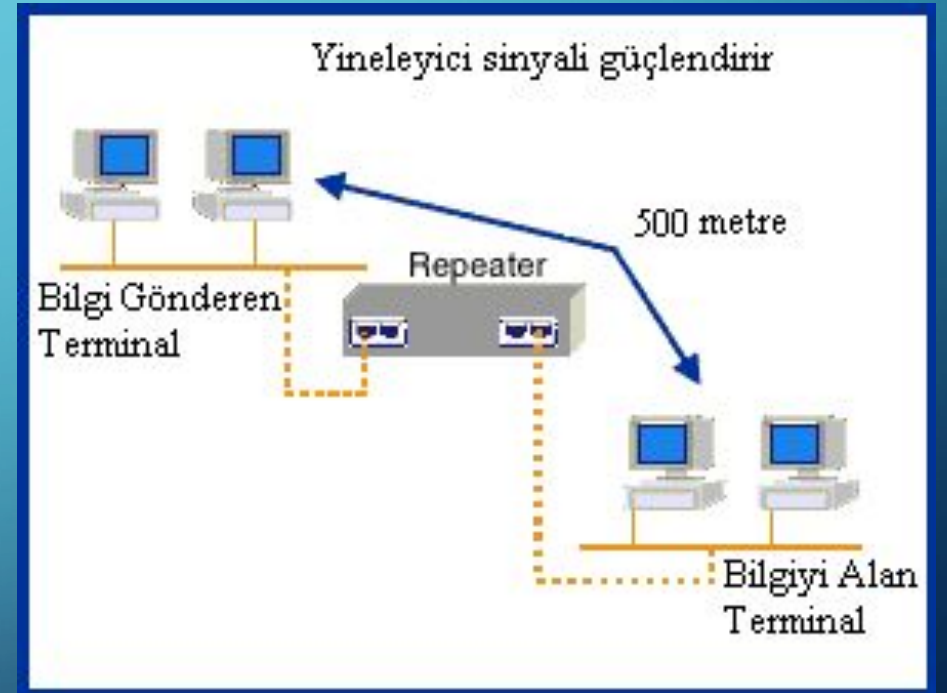 Yineleyici sinyali güçlendirir
500 metre
Repeater
Bilgi Gönderen
Terminal
Bilgiyi Alan
Terminal